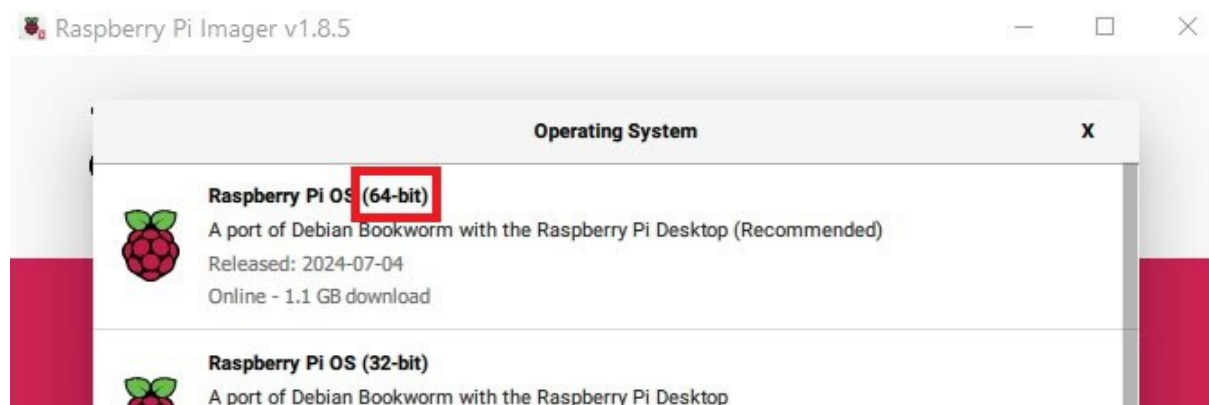 Raspberry Pi Imager v1.8.5
Operating System
X
Raspberry Pi OS (64-bit)
A port of Debian Bookworm with the Raspberry Pi Desktop (Recommended)
Released: 2024-07-04
Online - 1.1 GB download
Raspberry Pi OS (32-bit)
A port of Debian Bookworm with the Raspberry Pi Desktop